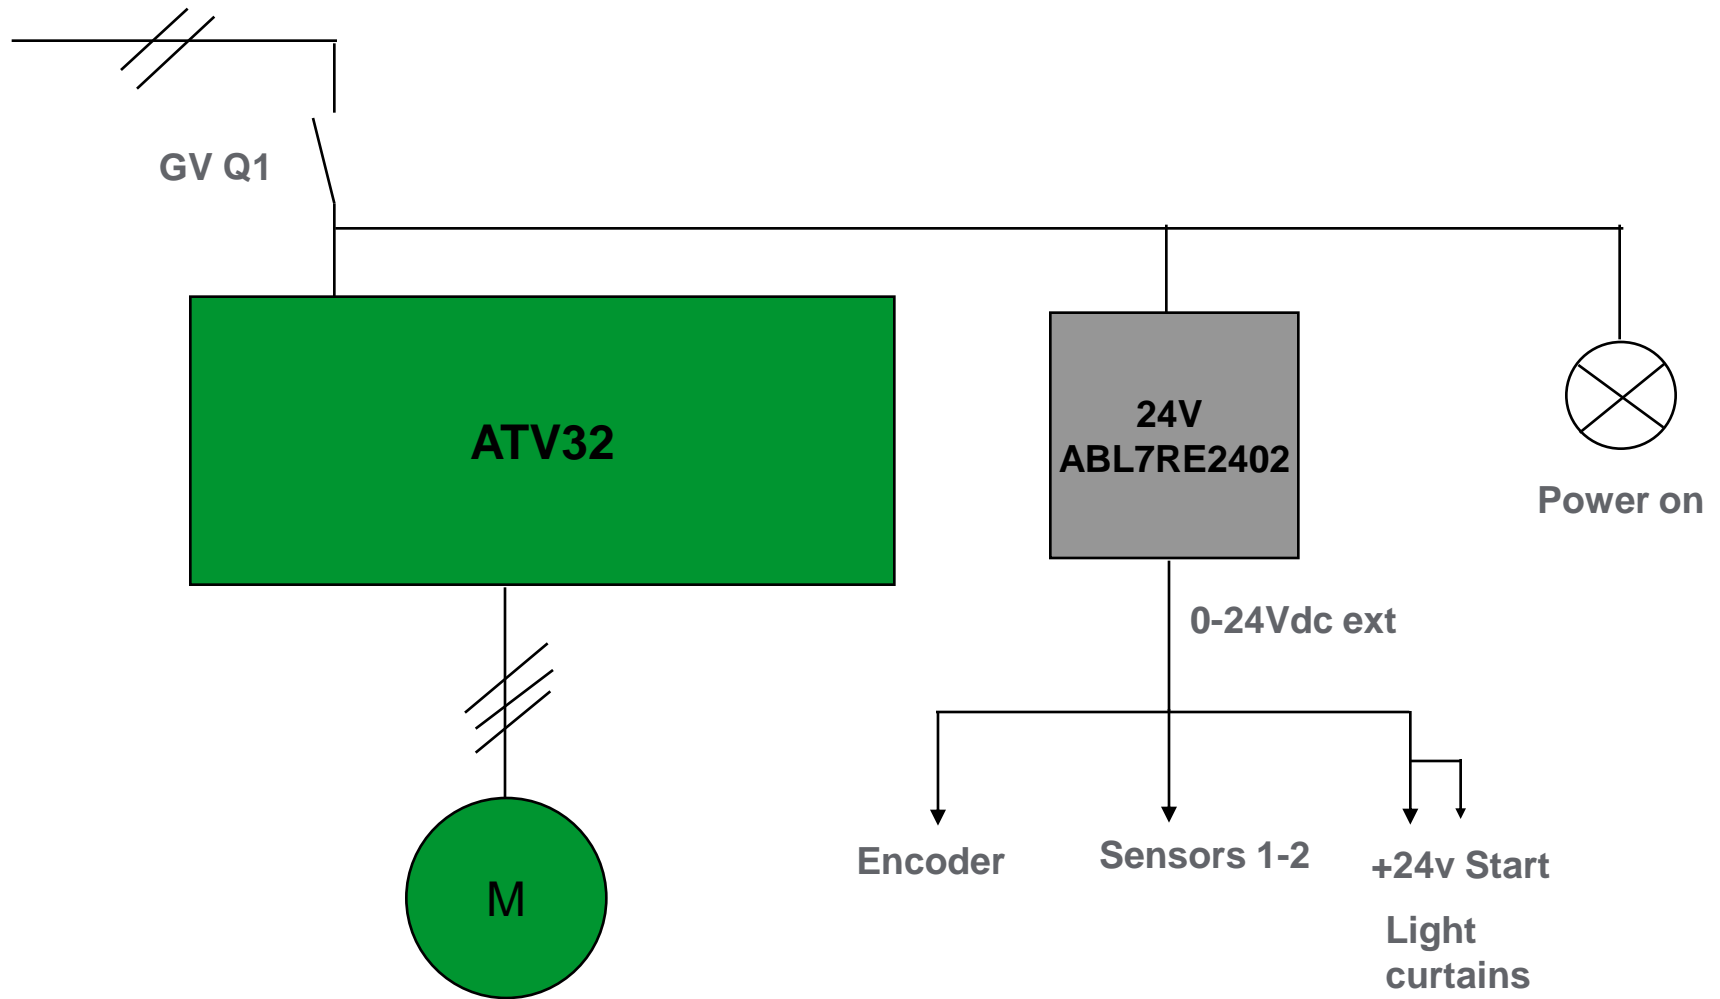 GV Q1
ATV32
24V
ABL7RE2402
Power on
0-24Vdc ext
M
Encoder
Sensors 1-2
+24v Start
Light
curtains